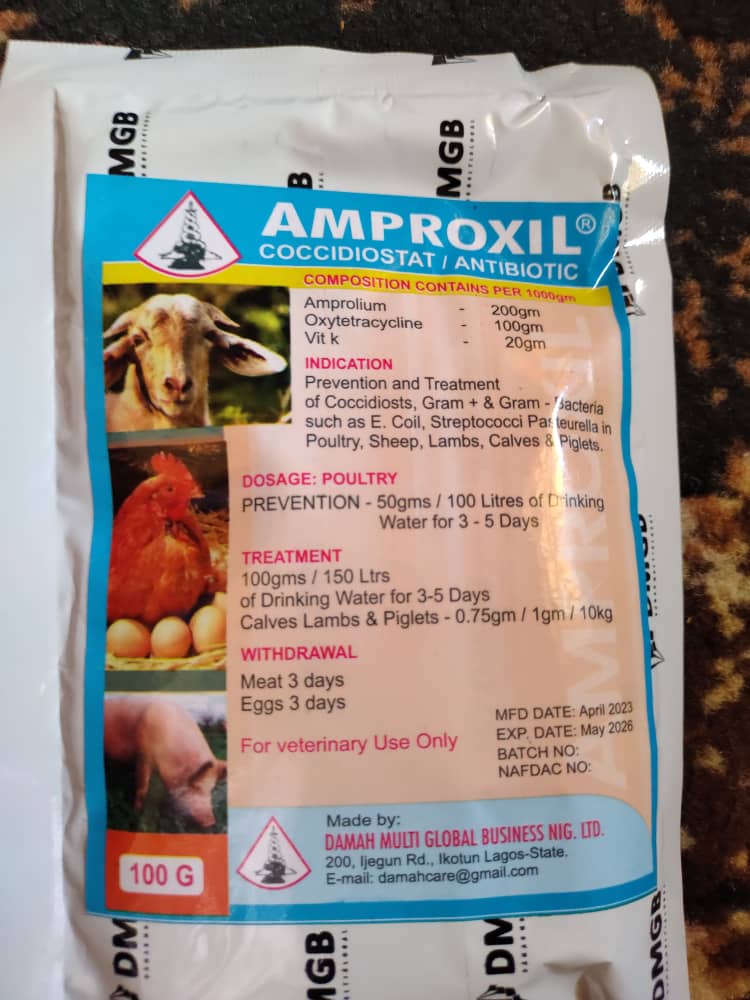 MGB
B
MGB
AMPROXIL®
COCCIDIOSTAT / ANTIBIOTIC
COMPOSITION CONTAINS PER 1000gm
Amprolium - 200gm
Oxytetracycline - 100gm
Vit k - 20gm
INDICATION
Prevention and Treatment
of Coccidiosts, Gram + & Gram - Bacteria
such as E. Coil, Streptococci Pasteurella in
Poultry, Sheep, Lambs, Calves & Piglets.
DOSAGE: POULTRY
PREVENTION - 50gms / 100 Litres of Drinking
Water for 3 - 5 Days
TREATMENT
100gms / 150 Ltrs
of Drinking Water for 3-5 Days
Calves Lambs & Piglets - 0.75gm / 1gm / 10kg
WITHDRAWAL
Meat 3 days
Eggs 3 days
For veterinary Use Only
MFD DATE: April 2023
EXP. DATE: May 2026
BATCH NO:
NAFDAC NO:
AMPROXIL
Made by:
DAMAH MULTI GLOBAL BUSINESS NIG. LTD.
200, Ijegun Rd., Ikotun Lagos-State.
E-mail: damahcare@gmail.com
100 G
DM
MGB
DM
DMGB